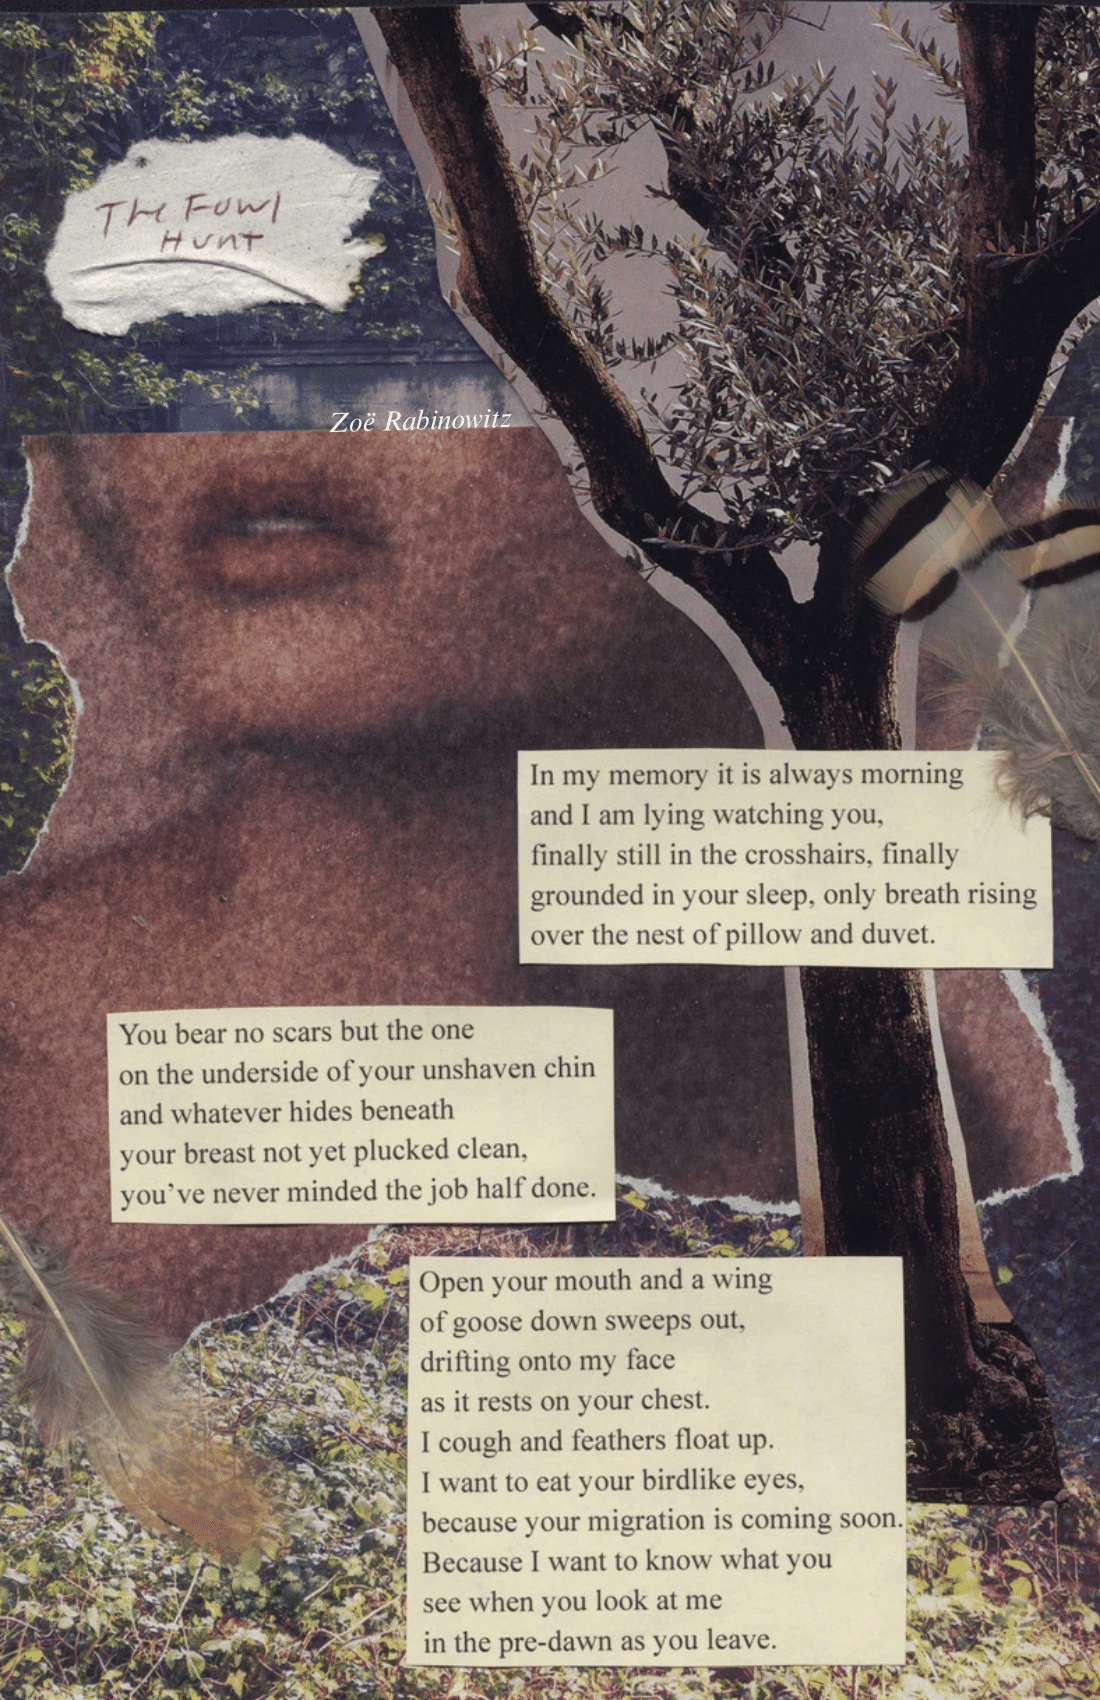 The Fowl
Hunt
Zoë Rabinowitz
In my memory it is always morning
and I am lying watching you,
finally still in the crosshairs, finally
grounded in your sleep, only breath rising
over the nest of pillow and duvet.
You bear no scars but the one
on the underside of your unshaven chin
and whatever hides beneath
your breast not yet plucked clean,
you’ve never minded the job half done.
Open your mouth and a wing
of goose down sweeps out,
drifting onto my face
as it rests on your chest.
I cough and feathers float up.
I want to eat your birdlike eyes,
because your migration is coming soon.
Because I want to know what you
see when you look at me
in the pre-dawn as you leave.